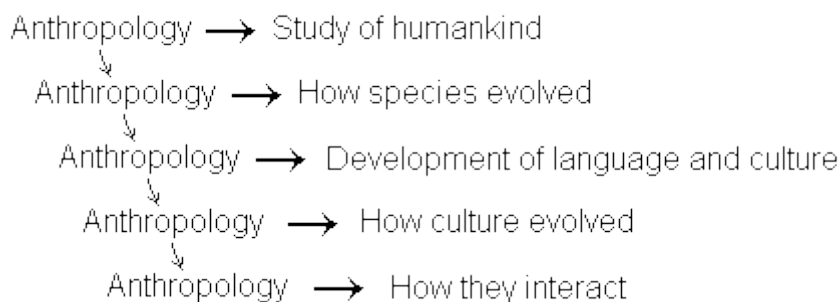 Anthropology → Study of humankind
Anthropology → How species evolved
Anthropology → Development of language and culture
Anthropology → How culture evolved
Anthropology → How they interact